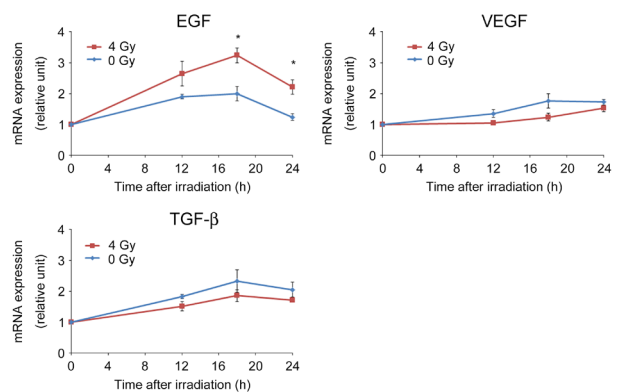 EGF
mRNA expression
(relative unit)
4
3
2
1
0
4 Gy
0 Gy
*
*
0 4 8 12 16 20 24
Time after irradiation (h)
VEGF
mRNA expression
(relative unit)
4
3
2
1
0
4 Gy
0 Gy
0 4 8 12 16 20 24
Time after irradiation (h)
TGF-β
mRNA expression
(relative unit)
4
3
2
1
0
4 Gy
0 Gy
0 4 8 12 16 20 24
Time after irradiation (h)